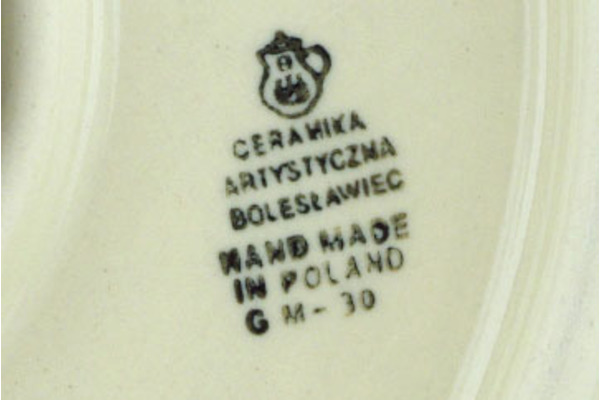 CERAMIKA
ARTYSTYCZNA
BOLESŁAWIEC
HAND MADE
IN POLAND
G M - 30